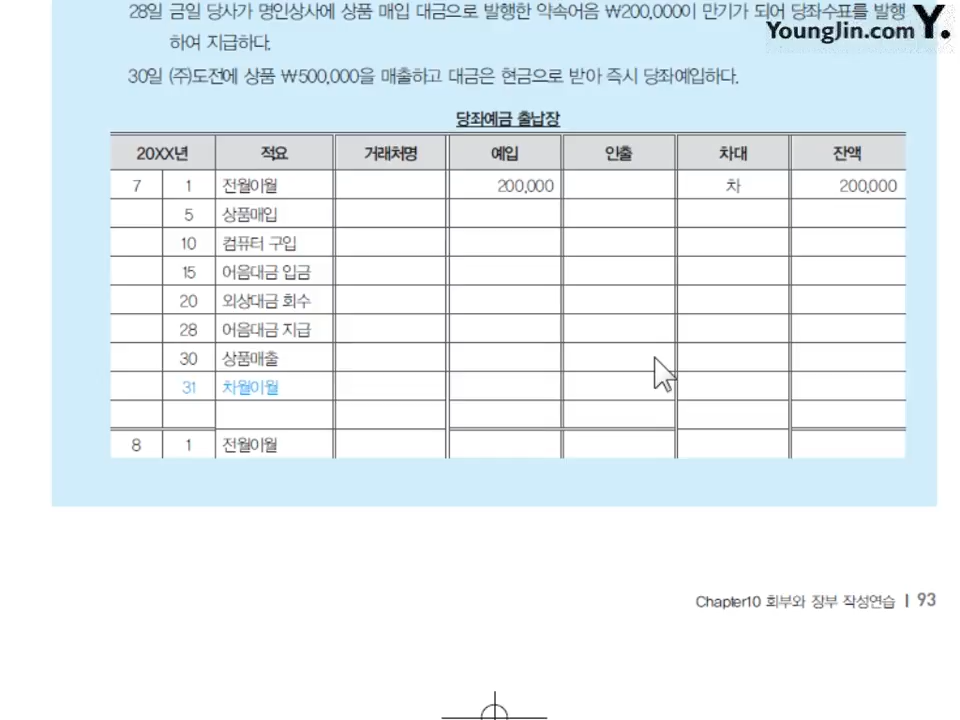 28일 금일 당사가 명인상사에 상품 매입 대금으로 발행한 약속어음 ₩200,000이 만기가 되어 당좌수표를 발행
하여 지급하다.
YoungJin.com Y.
30일 (주)도전에 상품 ₩500,000을 매출하고 대금은 현금으로 받아 즉시 당좌예입하다.
당좌예금 출납장
20XX년 적요 거래처명 예입 인출 차대 잔액
7 1 전월이월 200,000 차 200,000
5 상품매입
10 컴퓨터 구입
15 어음대금 입금
20 외상대금 회수
28 어음대금 지급
30 상품매출
31 차월이월
8 1 전월이월
Chapter10 회부와 장부 작성연습 | 93